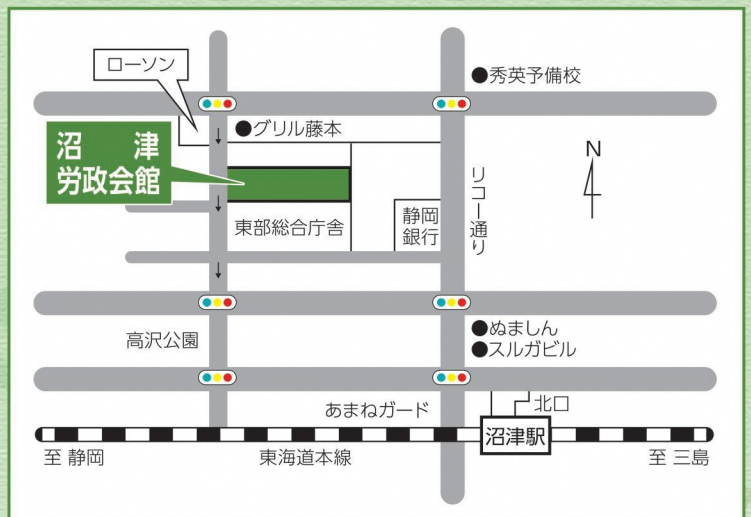 ローソン
●秀英予備校
●グリル藤本
沼津
労政会館
N
リコー通り
東部総合庁舎
静岡
銀行
高沢公園
●ぬましん
●スルガビル
あまねガード
北口
沼津駅
至 静岡
東海道本線
至 三島